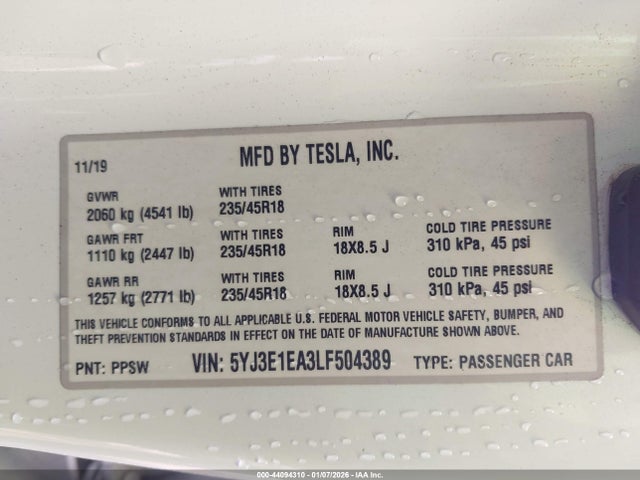 11/19
MFD BY TESLA, INC.
GVWR
2060 kg (4541 lb)
WITH TIRES
235/45R18
GAWR FRT
1110 kg (2447 lb)
WITH TIRES
235/45R18
RIM
18X8.5 J
COLD TIRE PRESSURE
310 kPa, 45 psi
GAWR RR
1257 kg (2771 lb)
WITH TIRES
235/45R18
RIM
18X8.5 J
COLD TIRE PRESSURE
310 kPa, 45 psi
THIS VEHICLE CONFORMS TO ALL APPLICABLE U.S. FEDERAL MOTOR VEHICLE SAFETY, BUMPER, AND
THEFT PREVENTION STANDARDS IN EFFECT ON THE DATE OF MANUFACTURE SHOWN ABOVE.
PNT: PPSW VIN: 5YJ3E1EA3LF504389 TYPE: PASSENGER CAR
000-44094310 - 01/07/2026 - IAA Inc.